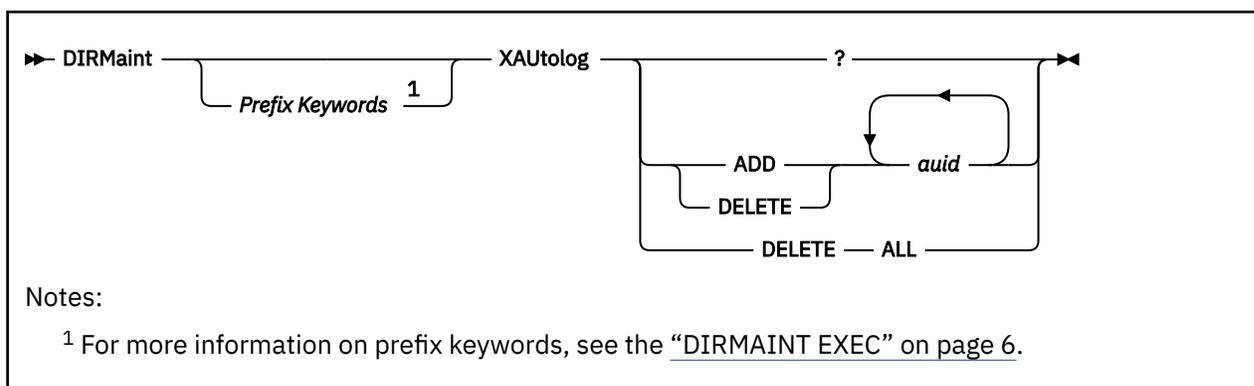 DIRMaint XAUtolog ?
Prefix Keywords 1
ADD auid
DELETE
DELETE ALL
Notes:
1 For more information on prefix keywords, see the “DIRMAINT EXEC” on page 6.